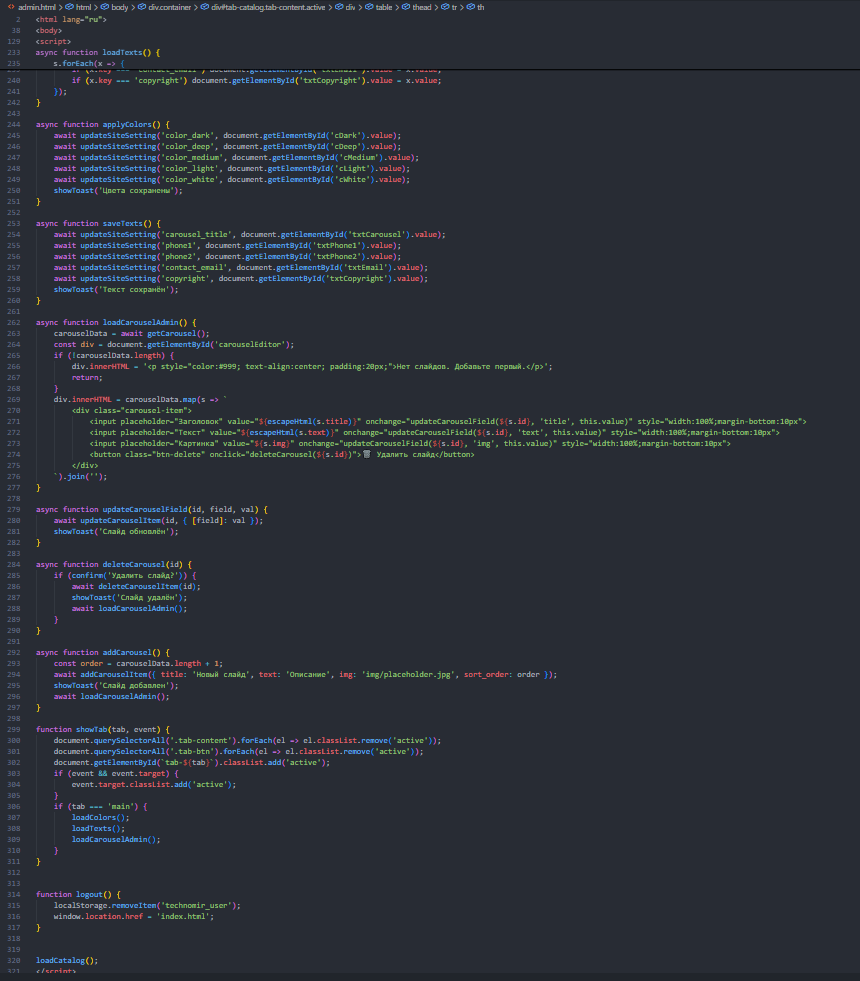 admin.html > html > body > div.container > div#tab-catalog.tab-content.active > div > table > thead > tr > th
2 <html lang="ru">
38 <body>
129 <script>
233 async function loadTexts() {
235 s.forEach(x => {
239 if (x.key === 'contact_email') document.getElementById('txtEmail').value = x.value;
240 if (x.key === 'copyright') document.getElementById('txtCopyright').value = x.value;
241 });
242 }
243
244 async function applyColors() {
245 await updateSiteSetting('color_dark', document.getElementById('cDark').value);
246 await updateSiteSetting('color_deep', document.getElementById('cDeep').value);
247 await updateSiteSetting('color_medium', document.getElementById('cMedium').value);
248 await updateSiteSetting('color_light', document.getElementById('cLight').value);
249 await updateSiteSetting('color_white', document.getElementById('cWhite').value);
250 showToast('Цвета сохранены');
251 }
252
253 async function saveTexts() {
254 await updateSiteSetting('carousel_title', document.getElementById('txtCarousel').value);
255 await updateSiteSetting('phone1', document.getElementById('txtPhone1').value);
256 await updateSiteSetting('phone2', document.getElementById('txtPhone2').value);
257 await updateSiteSetting('contact_email', document.getElementById('txtEmail').value);
258 await updateSiteSetting('copyright', document.getElementById('txtCopyright').value);
259 showToast('Текст сохранён');
260 }
261
262 async function loadCarouselAdmin() {
263 carouselData = await getCarousel();
264 const div = document.getElementById('carouselEditor');
265 if (!carouselData.length) {
266 div.innerHTML = '<p style="color:#999; text-align:center; padding:20px;">Нет слайдов. Добавьте первый.</p>';
267 return;
268 }
269 div.innerHTML = carouselData.map(s => `
270 <div class="carousel-item">
271 <input placeholder="Заголовок" value="${escapeHtml(s.title)}" onchange="updateCarouselField(${s.id}, 'title', this.value)" style="width:100%;margin-bottom:10px">
272 <input placeholder="Текст" value="${escapeHtml(s.text)}" onchange="updateCarouselField(${s.id}, 'text', this.value)" style="width:100%;margin-bottom:10px">
273 <input placeholder="Картинка" value="${s.img}" onchange="updateCarouselField(${s.id}, 'img', this.value)" style="width:100%;margin-bottom:10px">
274 <button class="btn-delete" onclick="deleteCarousel(${s.id})">🗑 Удалить слайд</button>
275 </div>
276 `).join('');
277 }
278
279 async function updateCarouselField(id, field, val) {
280 await updateCarouselItem(id, { [field]: val });
281 showToast('Слайд обновлён');
282 }
283
284 async function deleteCarousel(id) {
285 if (confirm('Удалить слайд?')) {
286 await deleteCarouselItem(id);
287 showToast('Слайд удалён');
288 await loadCarouselAdmin();
289 }
290 }
291
292 async function addCarousel() {
293 const order = carouselData.length + 1;
294 await addCarouselItem({ title: 'Новый слайд', text: 'Описание', img: 'img/placeholder.jpg', sort_order: order });
295 showToast('Слайд добавлен');
296 await loadCarouselAdmin();
297 }
298
299 function showTab(tab, event) {
300 document.querySelectorAll('.tab-content').forEach(el => el.classList.remove('active'));
301 document.querySelectorAll('.tab-btn').forEach(el => el.classList.remove('active'));
302 document.getElementById(`tab-${tab}`).classList.add('active');
303 if (event && event.target) {
304 event.target.classList.add('active');
305 }
306 if (tab === 'main') {
307 loadColors();
308 loadTexts();
309 loadCarouselAdmin();
310 }
311 }
312
313
314 function logout() {
315 localStorage.removeItem('technomir_user');
316 window.location.href = 'index.html';
317 }
318
319
320 loadCatalog();
321 </script>